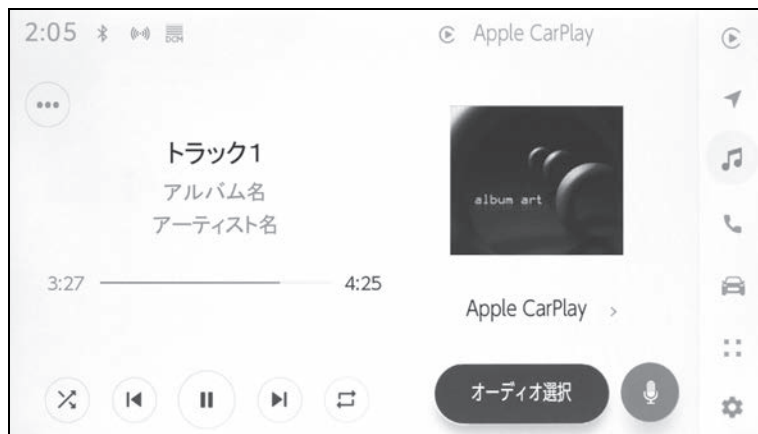 2:05
DCM
Apple CarPlay
トラック1
アルバム名
アーティスト名
3:27
4:25
album art
Apple CarPlay
オーディオ選択